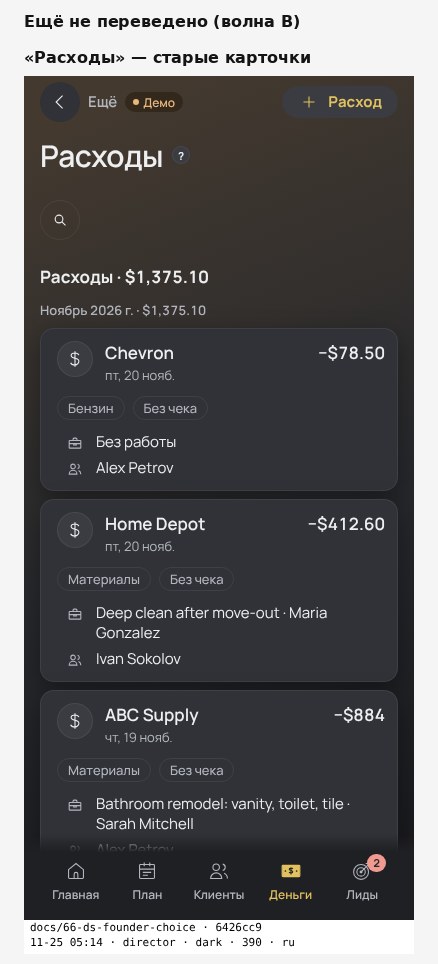 Ещё не переведено (волна B)
«Расходы» — старые карточки
Ещё
Демо
+ Расход
Расходы ?
Расходы · $1,375.10
Ноябрь 2026 г. · $1,375.10
$ Chevron −$78.50
пт, 20 нояб.
Бензин Без чека
Без работы
Alex Petrov
$ Home Depot −$412.60
пт, 20 нояб.
Материалы Без чека
Deep clean after move-out · Maria
Gonzalez
Ivan Sokolov
$ ABC Supply −$884
чт, 19 нояб.
Материалы Без чека
Bathroom remodel: vanity, toilet, tile ·
Sarah Mitchell
Alex Petrov
2
Главная План Клиенты Деньги Лиды
docs/66-ds-founder-choice · 6426cc9
11-25 05:14 · director · dark · 390 · ru